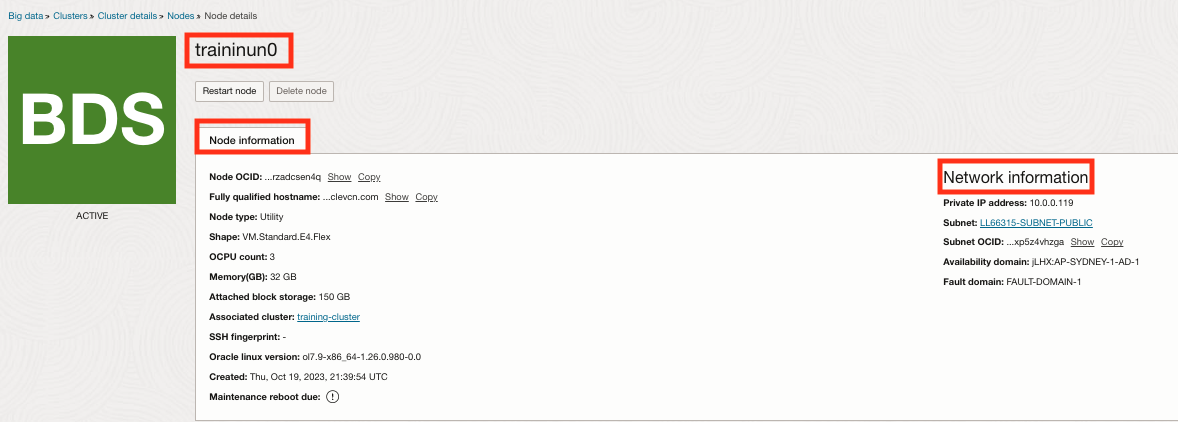 Big data » Clusters » Cluster details » Nodes » Node details
BDS
ACTIVE
traininun0
Restart node Delete node
Node information
Node OCID: ...rzadcsen4q Show Copy
Fully qualified hostname: ...clevcn.com Show Copy
Node type: Utility
Shape: VM.Standard.E4.Flex
OCPU count: 3
Memory(GB): 32 GB
Attached block storage: 150 GB
Associated cluster: training-cluster
SSH fingerprint: -
Oracle linux version: ol7.9-x86_64-1.26.0.980-0.0
Created: Thu, Oct 19, 2023, 21:39:54 UTC
Maintenance reboot due: !
Network information
Private IP address: 10.0.0.119
Subnet: LL66315-SUBNET-PUBLIC
Subnet OCID: ...xp5z4vhzga Show Copy
Availability domain: jLHX:AP-SYDNEY-1-AD-1
Fault domain: FAULT-DOMAIN-1